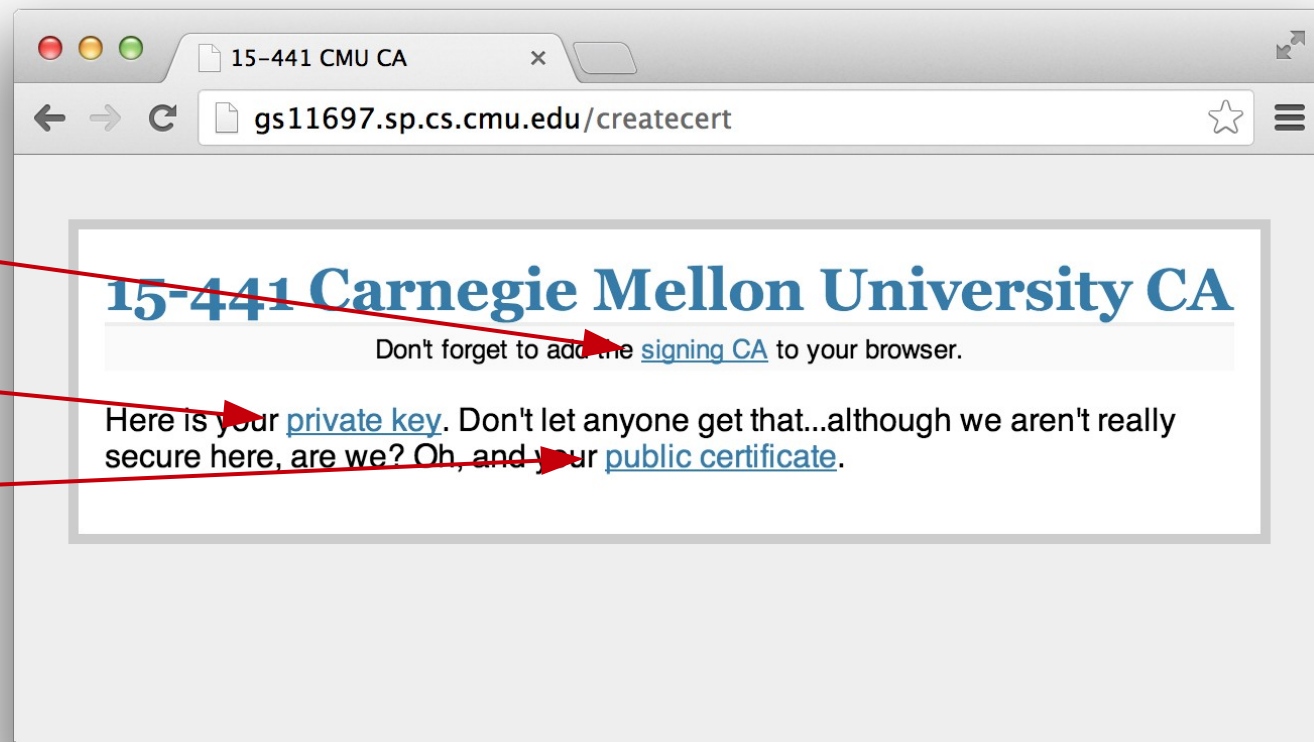 15-441 CMU CA
gs11697.sp.cs.cmu.edu/createcert
15-441 Carnegie Mellon University CA
Don't forget to add the signing CA to your browser.
Here is your private key. Don't let anyone get that...although we aren't really
secure here, are we? Oh, and your public certificate.